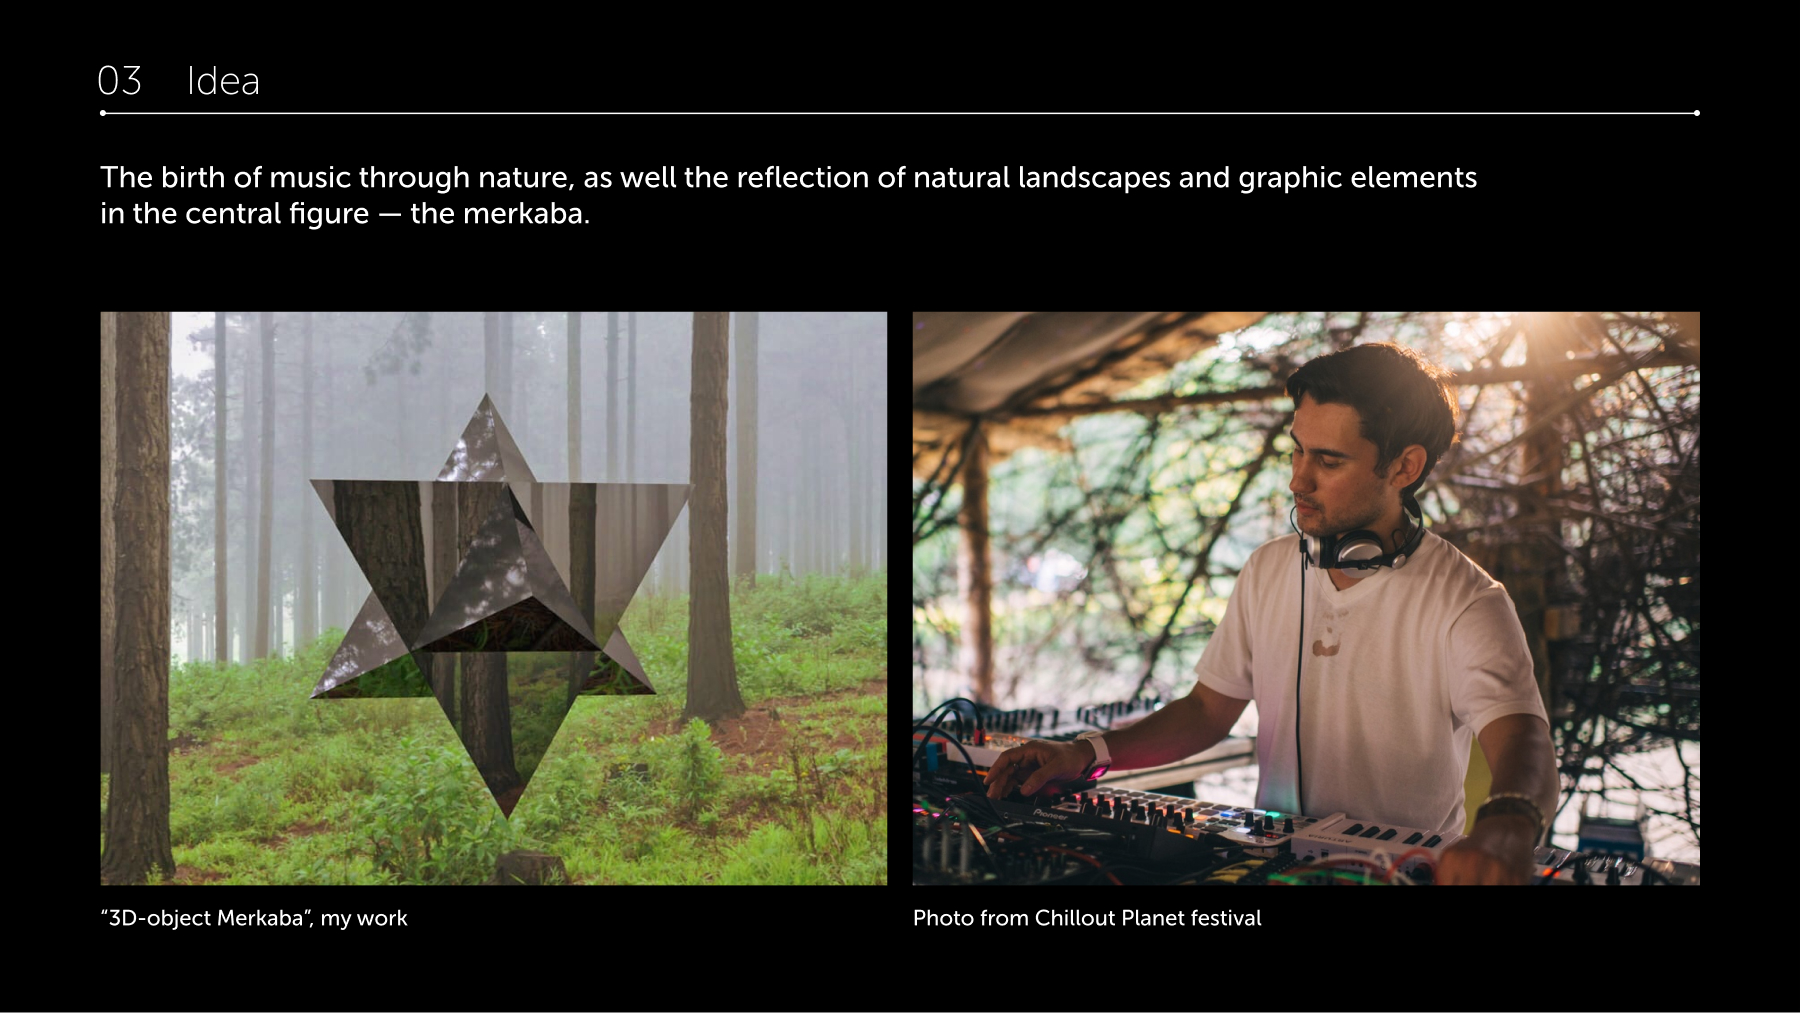 03 Idea
The birth of music through nature, as well the reflection of natural landscapes and graphic elements
in the central figure — the merkaba.
Pioneer
“3D-object Merkaba”, my work
Photo from Chillout Planet festival